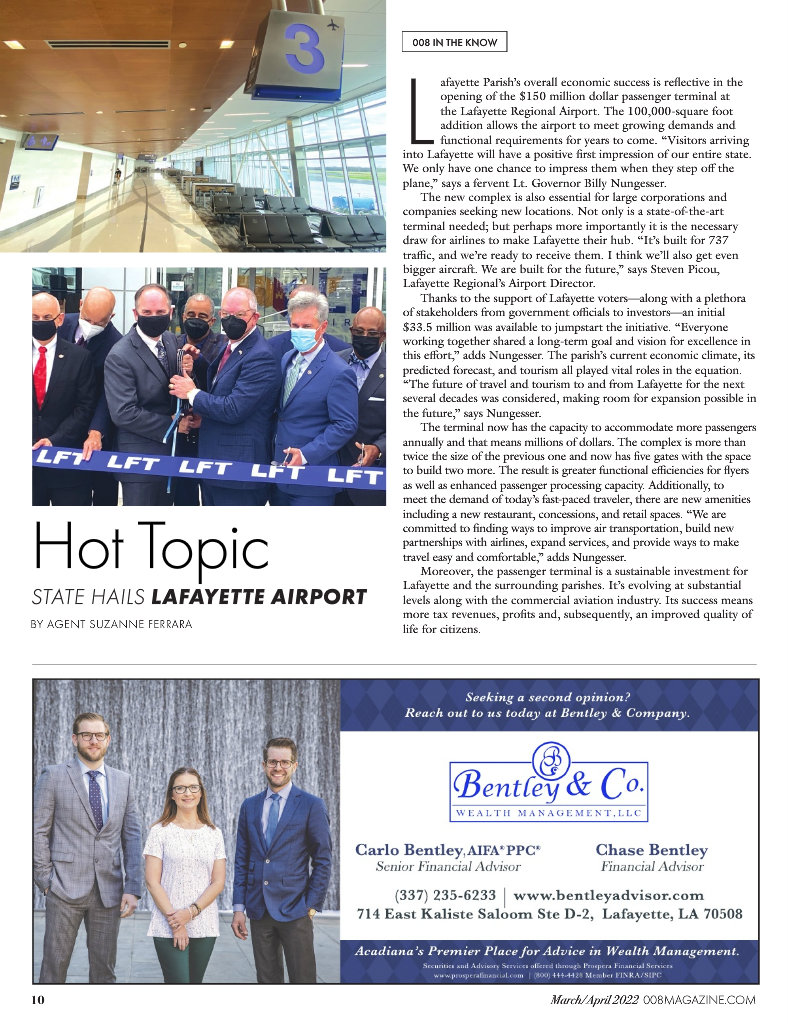 3
008 IN THE KNOW
Lafayette Parish's overall economic success is reflective in the
opening of the $150 million dollar passenger terminal at
the Lafayette Regional Airport. The 100,000-square foot
addition allows the airport to meet growing demands and
functional requirements for years to come. “Visitors arriving
into Lafayette will have a positive first impression of our entire state.
We only have one chance to impress them when they step off the
plane,” says a fervent Lt. Governor Billy Nungesser.
The new complex is also essential for large corporations and
companies seeking new locations. Not only is a state-of-the-art
terminal needed; but perhaps more importantly it is the necessary
draw for airlines to make Lafayette their hub. “It's built for 737
traffic, and we're ready to receive them. I think we'll also get even
bigger aircraft. We are built for the future,” says Steven Picou,
Lafayette Regional's Airport Director.
Thanks to the support of Lafayette voters—along with a plethora
of stakeholders from government officials to investors—an initial
$33.5 million was available to jumpstart the initiative. “Everyone
working together shared a long-term goal and vision for excellence in
this effort,” adds Nungesser. The parish's current economic climate, its
predicted forecast, and tourism all played vital roles in the equation.
“The future of travel and tourism to and from Lafayette for the next
several decades was considered, making room for expansion possible in
the future,” says Nungesser.
The terminal now has the capacity to accommodate more passengers
annually and that means millions of dollars. The complex is more than
twice the size of the previous one and now has five gates with the space
to build two more. The result is greater functional efficiencies for flyers
as well as enhanced passenger processing capacity. Additionally, to
meet the demand of today's fast-paced traveler, there are new amenities
including a new restaurant, concessions, and retail spaces. “We are
committed to finding ways to improve air transportation, build new
partnerships with airlines, expand services, and provide ways to make
travel easy and comfortable,” adds Nungesser.
Moreover, the passenger terminal is a sustainable investment for
Lafayette and the surrounding parishes. It's evolving at substantial
levels along with the commercial aviation industry. Its success means
more tax revenues, profits and, subsequently, an improved quality of
life for citizens.
LFT LFT LFT LFT LFT
Hot Topic
STATE HAILS LAFAYETTE AIRPORT
BY AGENT SUZANNE FERRARA
Seeking a second opinion?
Reach out to us today at Bentley & Company.
B
Bentley & Co.
WEALTH MANAGEMENT, LLC
Carlo Bentley, AIFA® PPC®
Senior Financial Advisor
Chase Bentley
Financial Advisor
(337) 235-6233 | www.bentleyadvisor.com
714 East Kaliste Saloom Ste D-2, Lafayette, LA 70508
Acadiana's Premier Place for Advice in Wealth Management.
Securities and Advisory Services offered through Prospera Financial Services
www.prosperafinancial.com | (800) 444-4428 Member FINRA/SIPC
10
March/April 2022 008MAGAZINE.COM